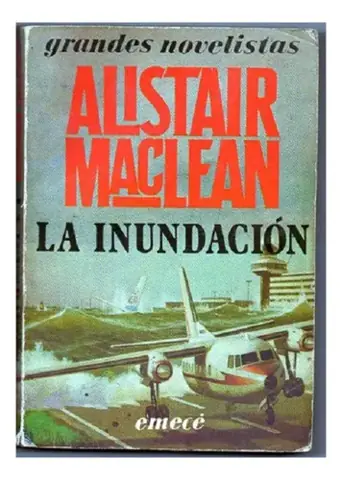 grandes novelistas
ALISTAIR
MACLEAN
LA INUNDACIÓN
emecé